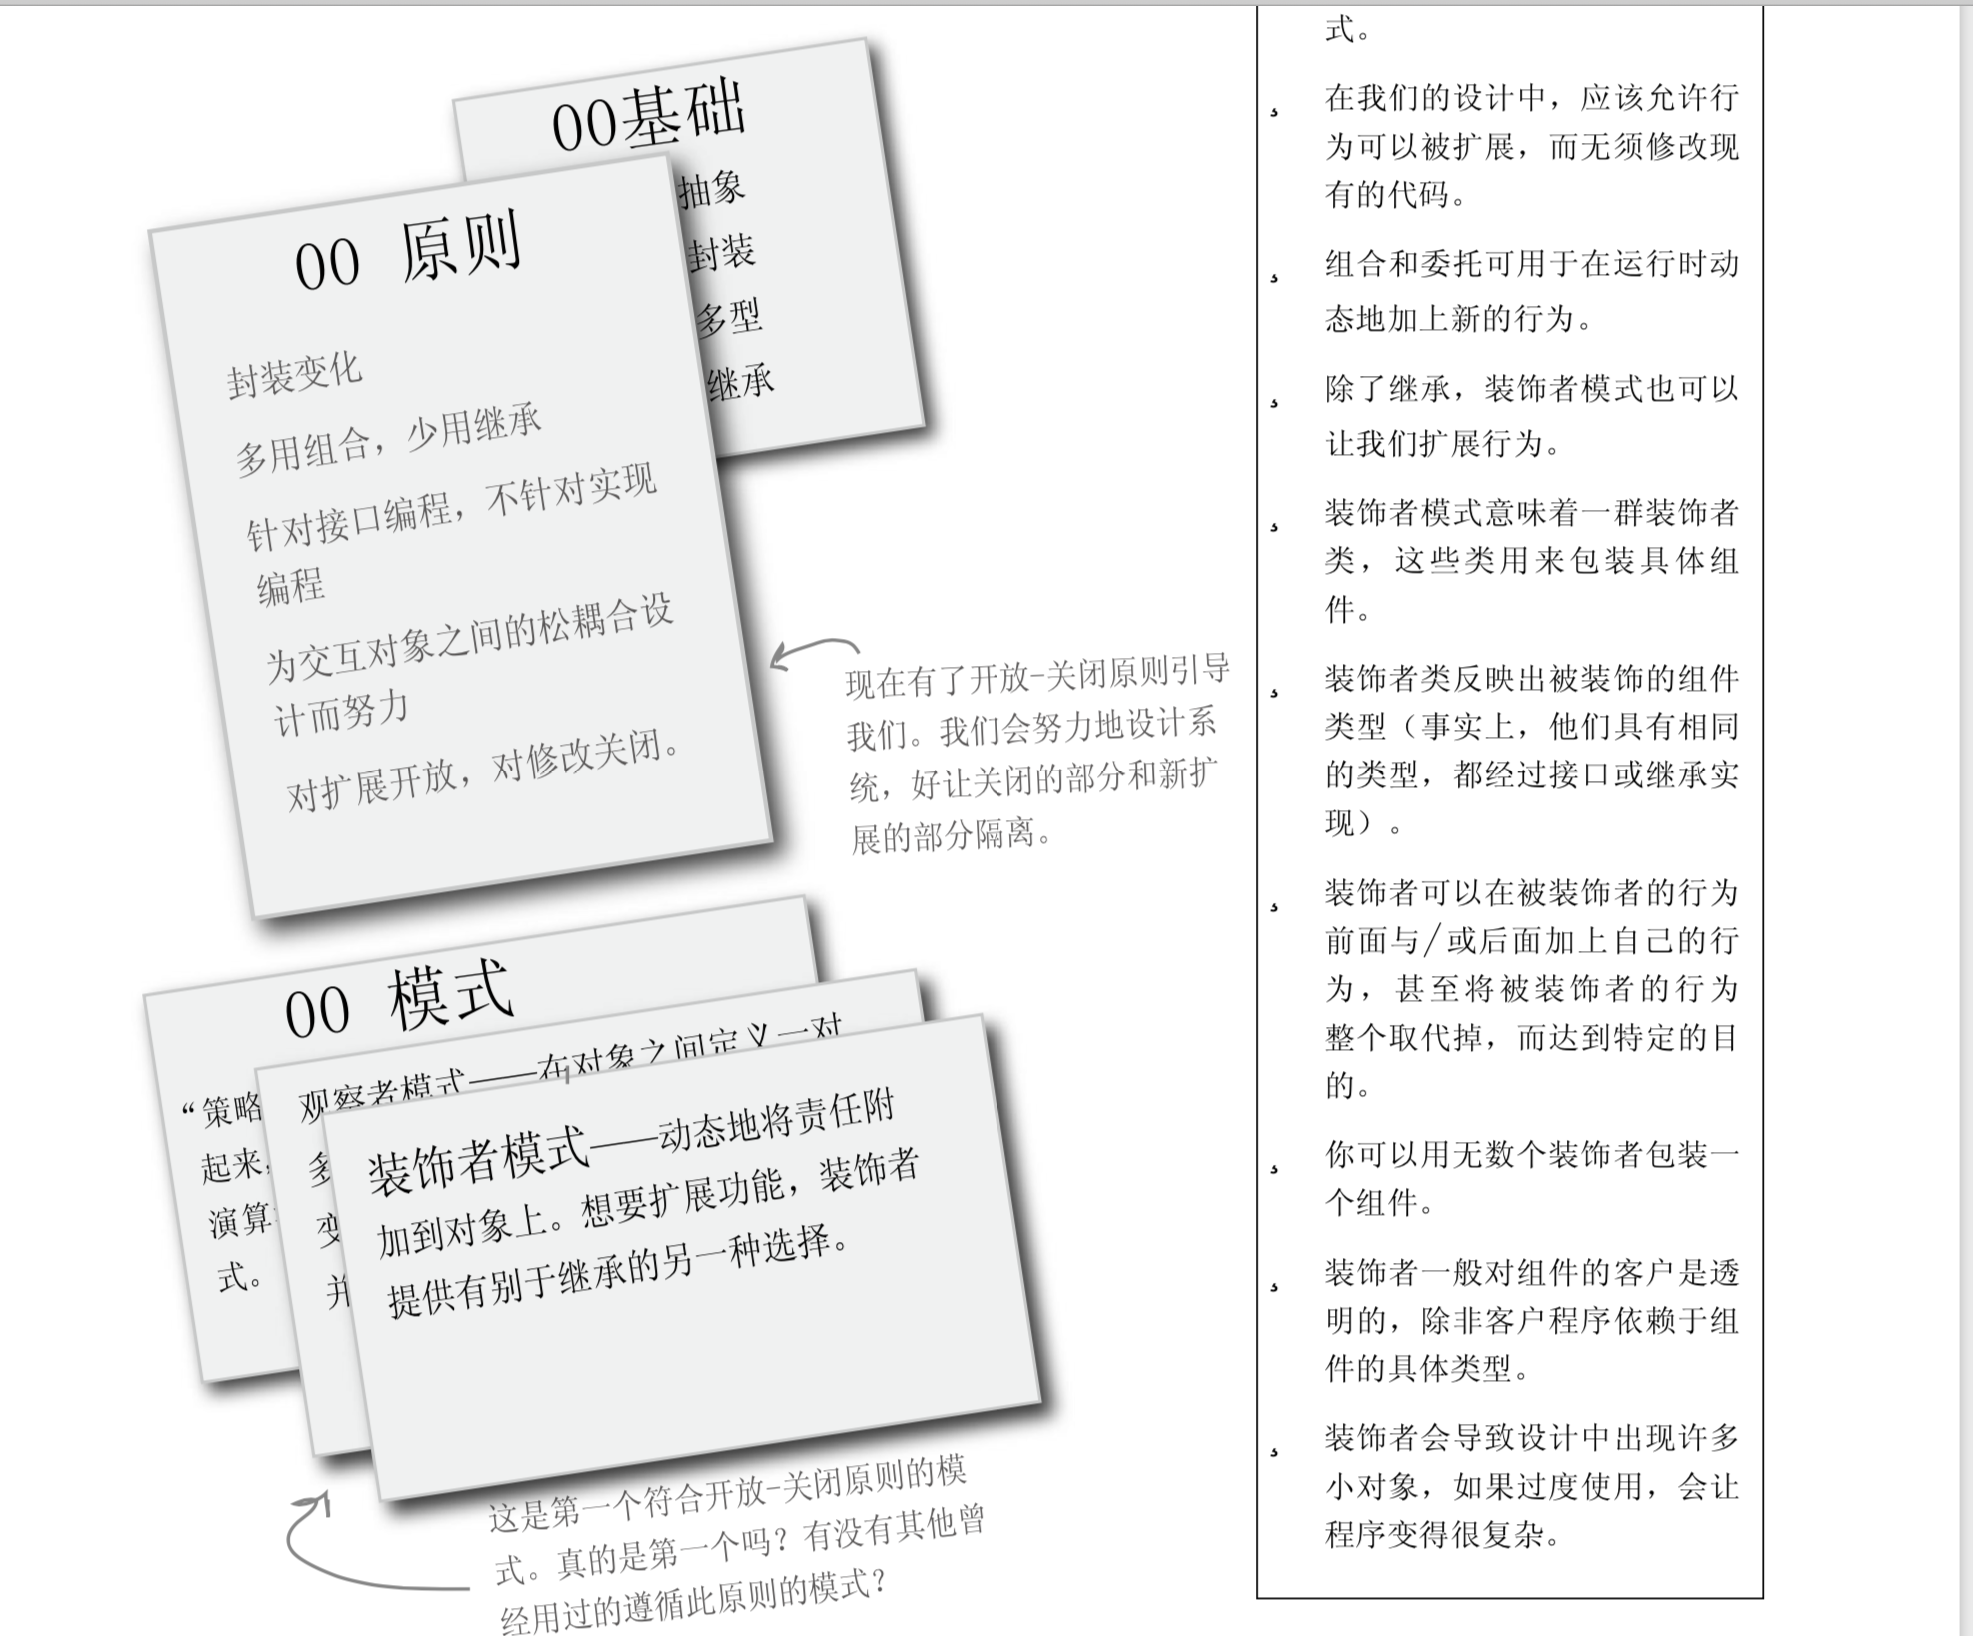 00基础
抽象
封装
多型
继承
00 原则
封装变化
多用组合，少用继承
针对接口编程，不针对实现
编程
为交互对象之间的松耦合设
计而努力
对扩展开放，对修改关闭。
现在有了开放-关闭原则引导
我们。我们会努力地设计系
统，好让关闭的部分和新扩
展的部分隔离。
00 模式
“策略
起来，
演算
式。
观察者模式——在对象之间定义一对
多
变
并
装饰者模式——动态地将责任附
加到对象上。想要扩展功能，装饰者
提供有别于继承的另一种选择。
这是第一个符合开放-关闭原则的模
式。真的是第一个吗？有没有其他曾
经用过的遵循此原则的模式？
式。
在我们的设计中，应该允许行
为可以被扩展，而无须修改现
有的代码。
组合和委托可用于在运行时动
态地加上新的行为。
除了继承，装饰者模式也可以
让我们扩展行为。
装饰者模式意味着一群装饰者
类，这些类用来包装具体组
件。
装饰者类反映出被装饰的组件
类型（事实上，他们具有相同
的类型，都经过接口或继承实
现）。
装饰者可以在被装饰者的行为
前面与/或后面加上自己的行
为，甚至将被装饰者的行为
整个取代掉，而达到特定的目
的。
你可以用无数个装饰者包装一
个组件。
装饰者一般对组件的客户是透
明的，除非客户程序依赖于组
件的具体类型。
装饰者会导致设计中出现许多
小对象，如果过度使用，会让
程序变得很复杂。